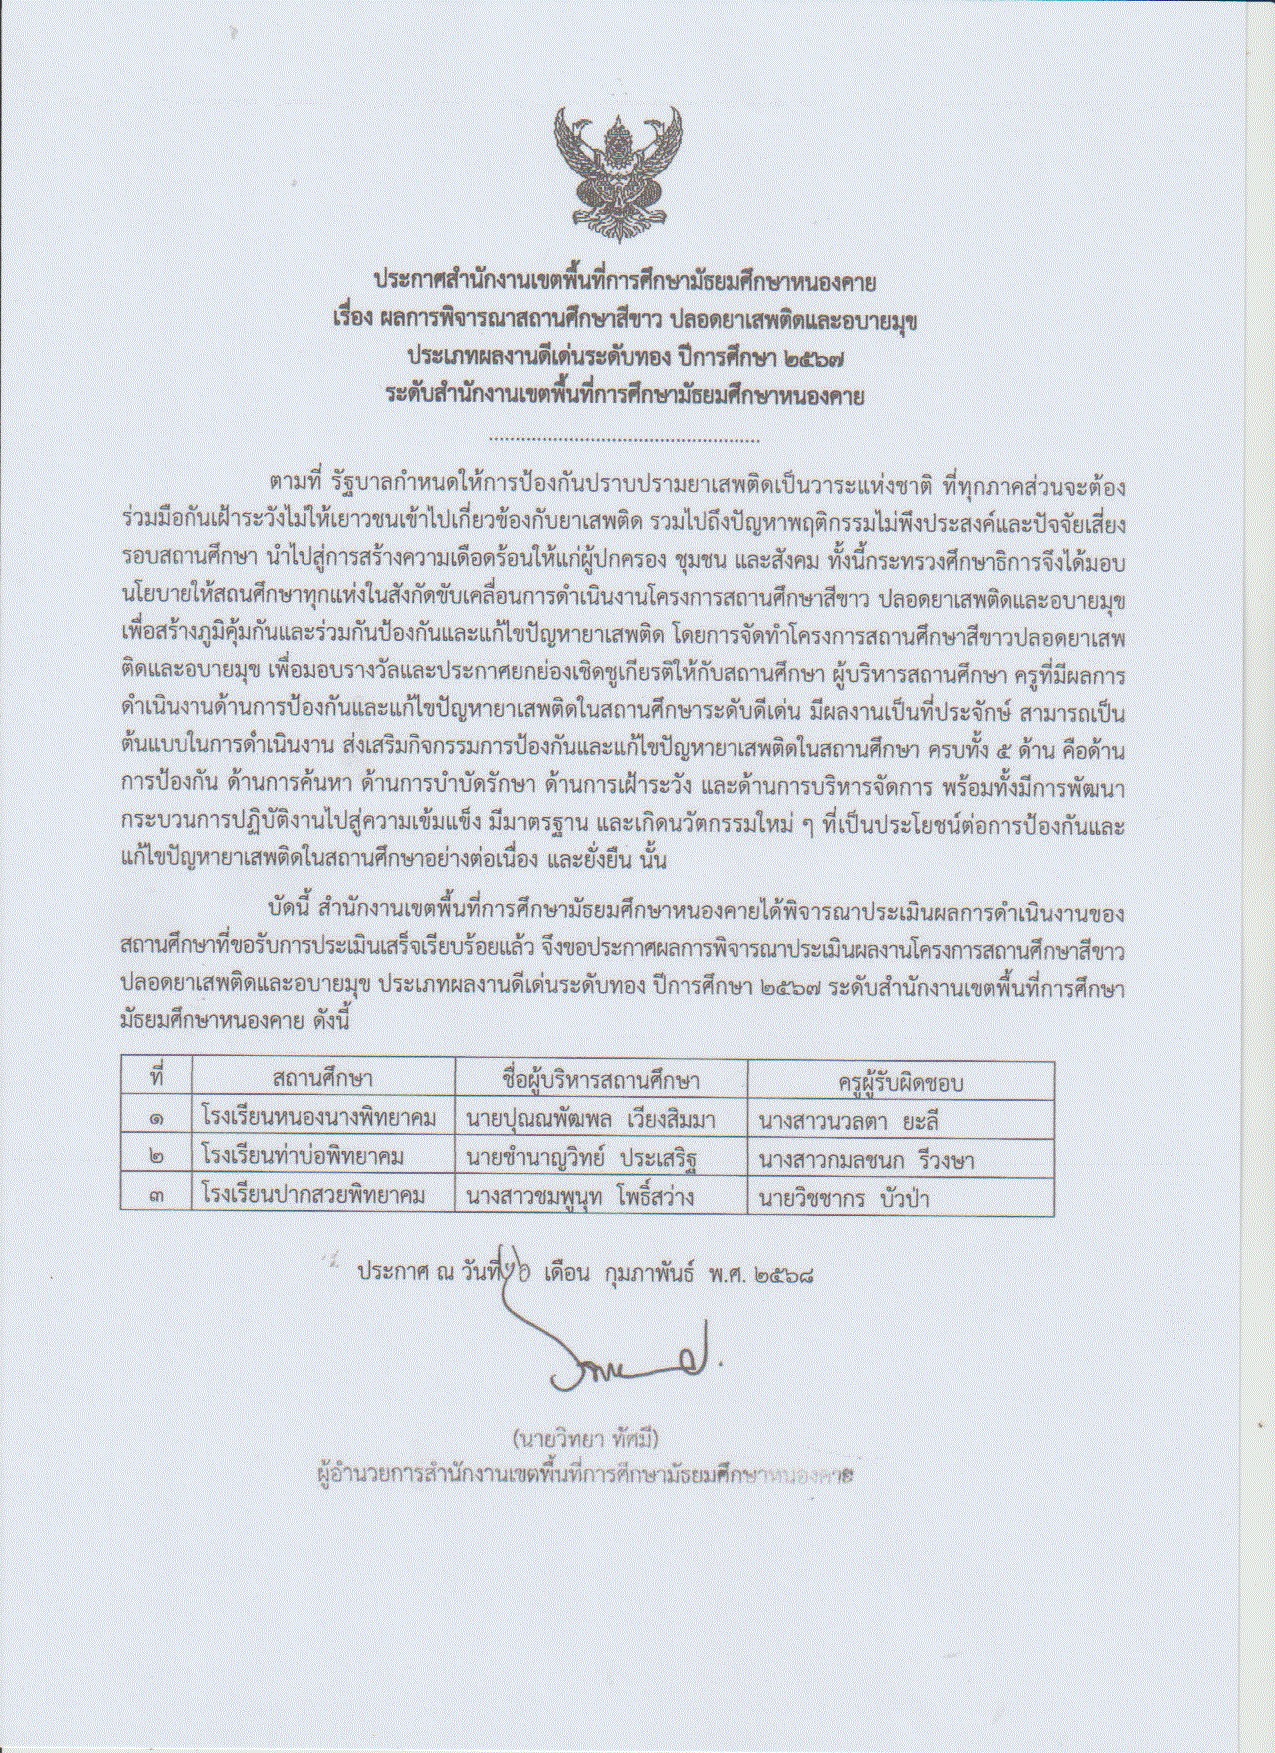 ประกาศสำนักงานเขตพื้นที่การศึกษามัธยมศึกษาหนองคาย
เรื่อง ผลการพิจารณาสถานศึกษาสีขาว ปลอดยาเสพติดและอบายมุข
ประเภทผลงานดีเด่นระดับทอง ปีการศึกษา ๒๕๖๗
ระดับสำนักงานเขตพื้นที่การศึกษามัธยมศึกษาหนองคาย
ตามที่ รัฐบาลกำหนดให้การป้องกันปราบปรามยาเสพติดเป็นวาระแห่งชาติ ที่ทุกภาคส่วนจะต้อง
ร่วมมือกันเฝ้าระวังไม่ให้เยาวชนเข้าไปเกี่ยวข้องกับยาเสพติด รวมไปถึงปัญหาพฤติกรรมไม่พึงประสงค์และปัจจัยเสี่ยง
รอบสถานศึกษา นำไปสู่การสร้างความเดือดร้อนให้แก่ผู้ปกครอง ชุมชน และสังคม ทั้งนี้กระทรวงศึกษาธิการจึงได้มอบ
นโยบายให้สถนศึกษาทุกแห่งในสังกัดขับเคลื่อนการดำเนินงานโครงการสถานศึกษาสีขาว ปลอดยาเสพติดและอบายมุข
เพื่อสร้างภูมิคุ้มกันและร่วมกันป้องกันและแก้ไขปัญหายาเสพติด โดยการจัดทำโครงการสถานศึกษาสีขาวปลอดยาเสพ
ติดและอบายมุข เพื่อมอบรางวัลและประกาศยกย่องเชิดชูเกียรติให้กับสถานศึกษา ผู้บริหารสถานศึกษา ครูที่มีผลการ
ดำเนินงานด้านการป้องกันและแก้ไขปัญหายาเสพติดในสถานศึกษาระดับดีเด่น มีผลงานเป็นที่ประจักษ์ สามารถเป็น
ต้นแบบในการดำเนินงาน ส่งเสริมกิจกรรมการป้องกันและแก้ไขปัญหายาเสพติดในสถานศึกษา ครบทั้ง ๕ ด้าน คือด้าน
การป้องกัน ด้านการค้นหา ด้านการบำบัดรักษา ด้านการเฝ้าระวัง และด้านการบริหารจัดการ พร้อมทั้งมีการพัฒนา
กระบวนการปฏิบัติงานไปสู่ความเข้มแข็ง มีมาตรฐาน และเกิดนวัตกรรมใหม่ ๆ ที่เป็นประโยชน์ต่อการป้องกันและ
แก้ไขปัญหายาเสพติดในสถานศึกษาอย่างต่อเนื่อง และยั่งยืน นั้น
บัดนี้ สำนักงานเขตพื้นที่การศึกษามัธยมศึกษาหนองคายได้พิจารณาประเมินผลการดำเนินงานของ
สถานศึกษาที่ขอรับการประเมินเสร็จเรียบร้อยแล้ว จึงขอประกาศผลการพิจารณาประเมินผลงานโครงการสถานศึกษาสีขาว
ปลอดยาเสพติดและอบายมุข ประเภทผลงานดีเด่นระดับทอง ปีการศึกษา ๒๕๖๗ ระดับสำนักงานเขตพื้นที่การศึกษา
มัธยมศึกษาหนองคาย ดังนี้
ที่ สถานศึกษา ชื่อผู้บริหารสถานศึกษา ครูผู้รับผิดชอบ
๑ โรงเรียนหนองนางพิทยาคม นายปุณณพัฒพล เวียงสิมมา นางสาวนวลตา ยะลี
๒ โรงเรียนท่าบ่อพิทยาคม นายชำนาญวิทย์ ประเสริฐ นางสาวกมลชนก รีวงษา
๓ โรงเรียนปากสวยพิทยาคม นางสาวชมพูนุท โพธิ์สว่าง นายวิชชากร บัวป่า
ประกาศ ณ วันที่ เดือน กุมภาพันธ์ พ.ศ. ๒๕๖๘
(นายวิทยา ทัศมี)
ผู้อำนวยการสำนักงานเขตพื้นที่การศึกษามัธยมศึกษาหนองคาย